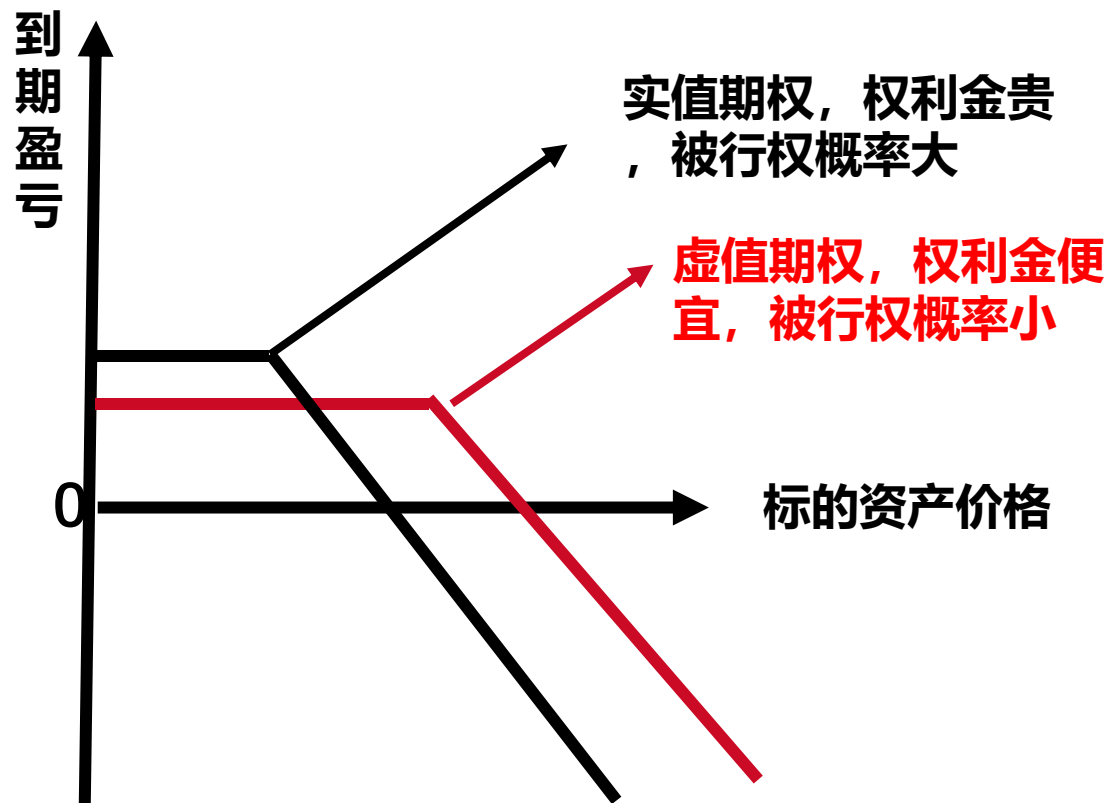 到
期
盈
亏
实值期权，权利金贵
，被行权概率大
虚值期权，权利金便
宜，被行权概率小
0
标的资产价格